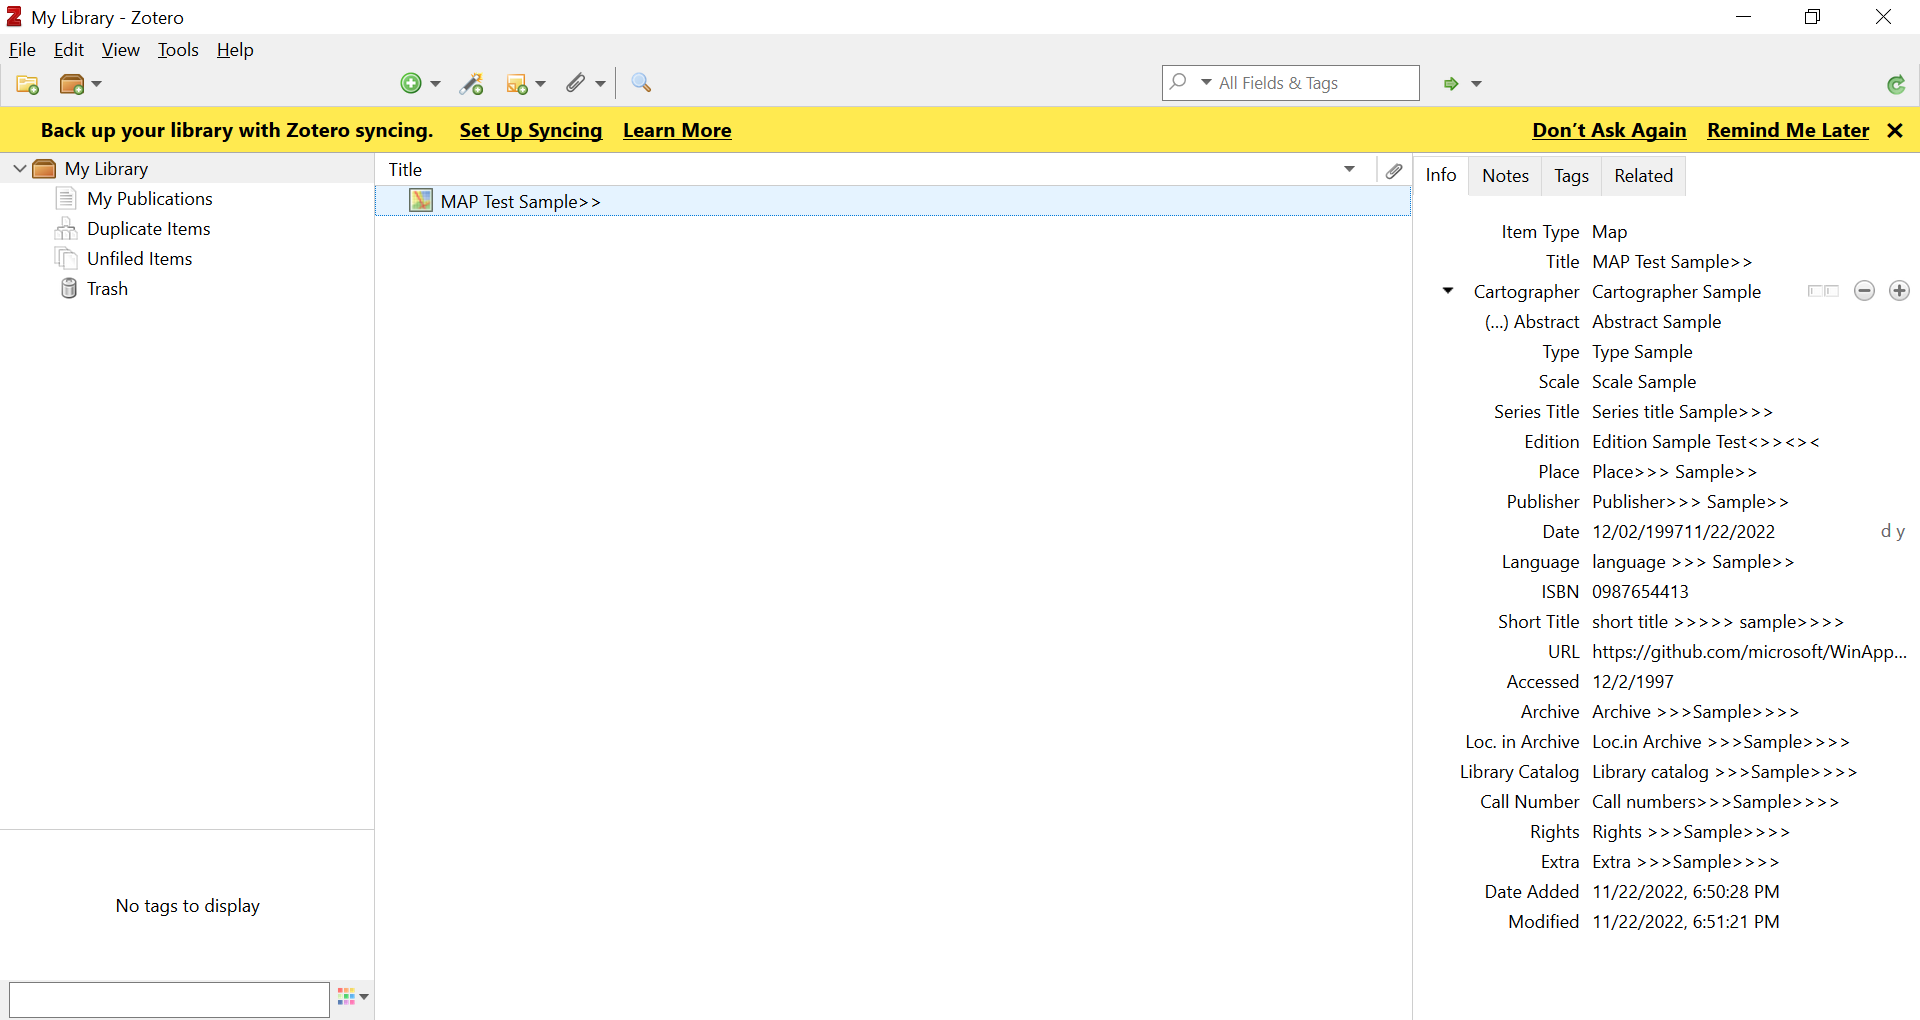 My Library - Zotero
File Edit View Tools Help
All Fields & Tags
Back up your library with Zotero syncing. Set Up Syncing Learn More Don't Ask Again Remind Me Later
My Library
My Publications
Duplicate Items
Unfiled Items
Trash
No tags to display
Title
MAP Test Sample>>
Info Notes Tags Related
Item Type Map
Title MAP Test Sample>>
Cartographer Cartographer Sample
(...) Abstract Abstract Sample
Type Type Sample
Scale Scale Sample
Series Title Series title Sample>>>
Edition Edition Sample Test<>><><
Place Place>>> Sample>>
Publisher Publisher>>> Sample>>
Date 12/02/199711/22/2022 d y
Language language >>> Sample>>
ISBN 0987654413
Short Title short title >>>>> sample>>>>
URL https://github.com/microsoft/WinApp...
Accessed 12/2/1997
Archive Archive >>>Sample>>>>
Loc. in Archive Loc.in Archive >>>Sample>>>>
Library Catalog Library catalog >>>Sample>>>>
Call Number Call numbers>>>Sample>>>>
Rights Rights >>>Sample>>>>
Extra Extra >>>Sample>>>>
Date Added 11/22/2022, 6:50:28 PM
Modified 11/22/2022, 6:51:21 PM